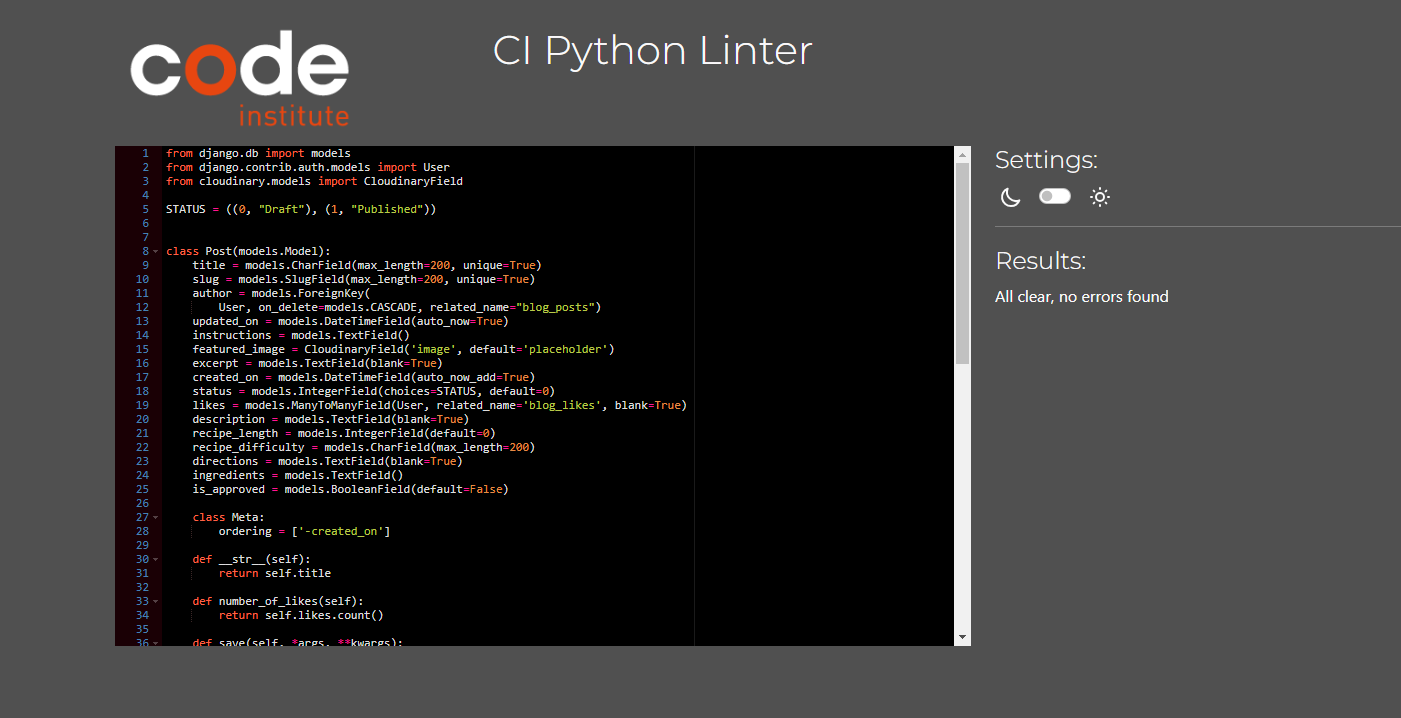 code
institute
CI Python Linter
1 from django.db import models
2 from django.contrib.auth.models import User
3 from cloudinary.models import CloudinaryField
4
5 STATUS = ((0, "Draft"), (1, "Published"))
6
7
8 class Post(models.Model):
9     title = models.CharField(max_length=200, unique=True)
10     slug = models.SlugField(max_length=200, unique=True)
11     author = models.ForeignKey(
12         User, on_delete=models.CASCADE, related_name="blog_posts")
13     updated_on = models.DateTimeField(auto_now=True)
14     instructions = models.TextField()
15     featured_image = CloudinaryField('image', default='placeholder')
16     excerpt = models.TextField(blank=True)
17     created_on = models.DateTimeField(auto_now_add=True)
18     status = models.IntegerField(choices=STATUS, default=0)
19     likes = models.ManyToManyField(User, related_name='blog_likes', blank=True)
20     description = models.TextField(blank=True)
21     recipe_length = models.IntegerField(default=0)
22     recipe_difficulty = models.CharField(max_length=200)
23     directions = models.TextField(blank=True)
24     ingredients = models.TextField()
25     is_approved = models.BooleanField(default=False)
26
27     class Meta:
28         ordering = ['-created_on']
29
30     def __str__(self):
31         return self.title
32
33     def number_of_likes(self):
34         return self.likes.count()
35
36     def save(self, *args, **kwargs):
Settings:
Results:
All clear, no errors found